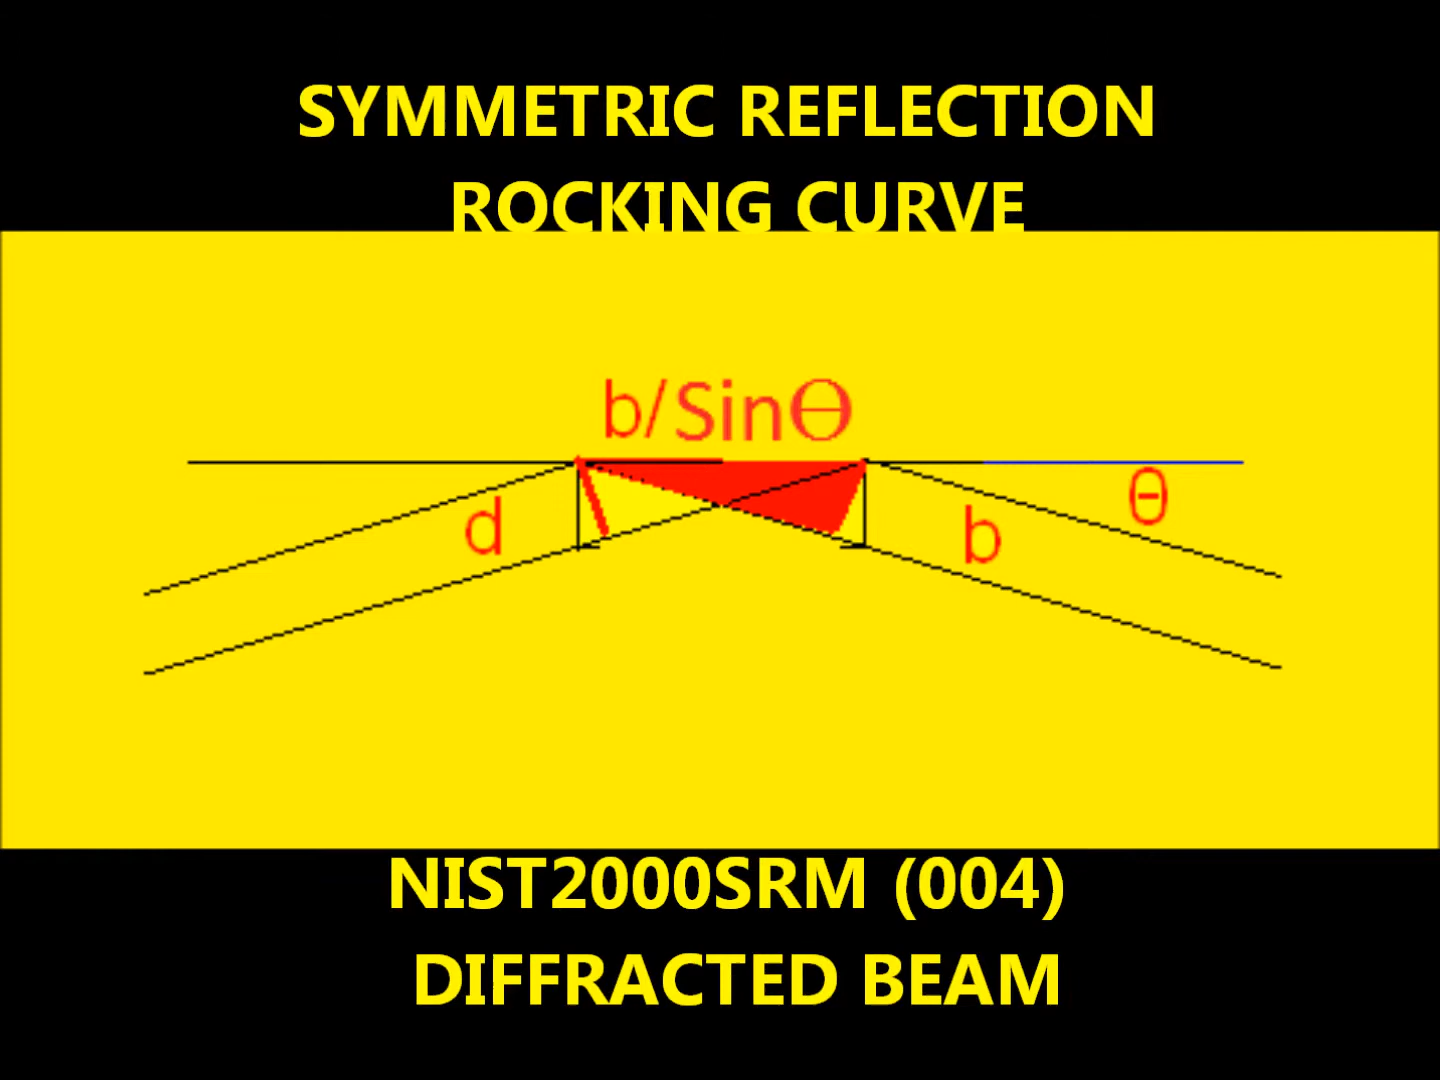 SYMMETRIC REFLECTION
ROCKING CURVE
b/Sinθ
d
b
θ
NIST2000SRM (004)
DIFFRACTED BEAM